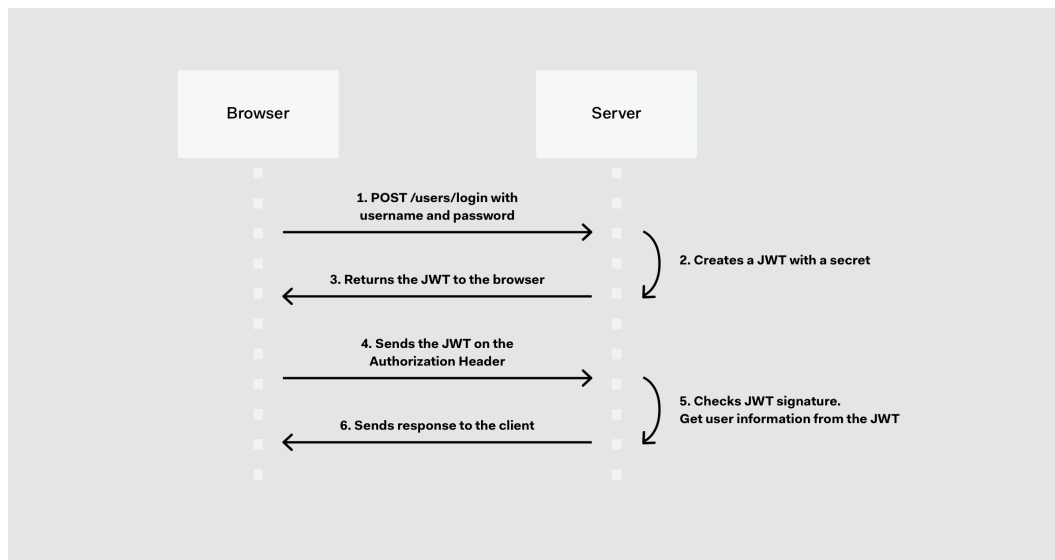 Browser
Server
1. POST /users/login with
username and password
2. Creates a JWT with a secret
3. Returns the JWT to the browser
4. Sends the JWT on the
Authorization Header
5. Checks JWT signature.
Get user information from the JWT
6. Sends response to the client